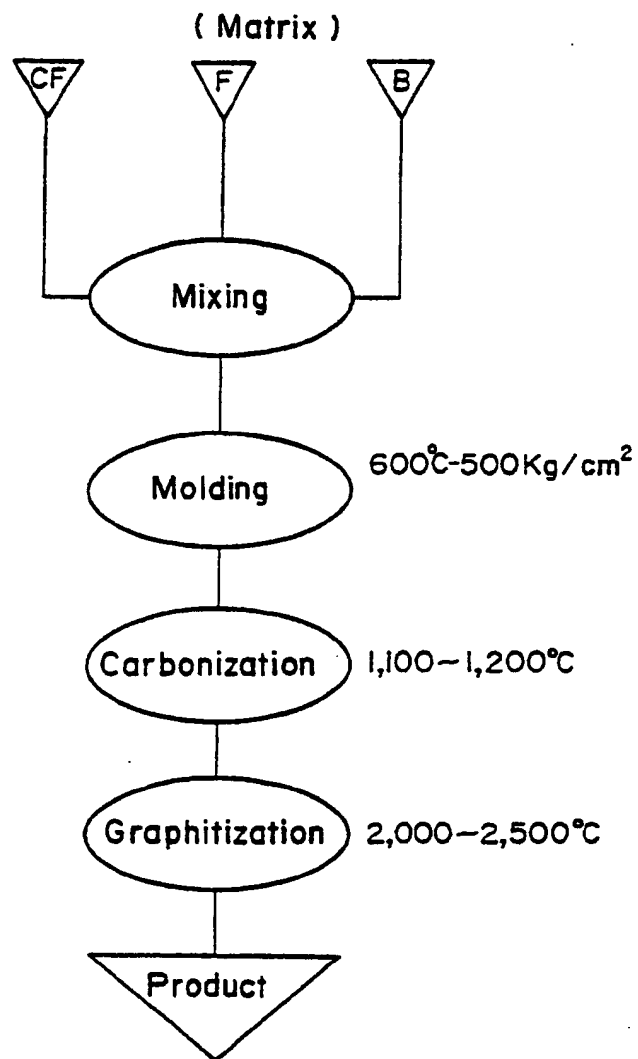 ( Matrix )
CF F B
Mixing
Molding 600℃-500Kg/cm²
Carbonization 1,100~1,200℃
Graphitization 2,000~2,500℃
Product